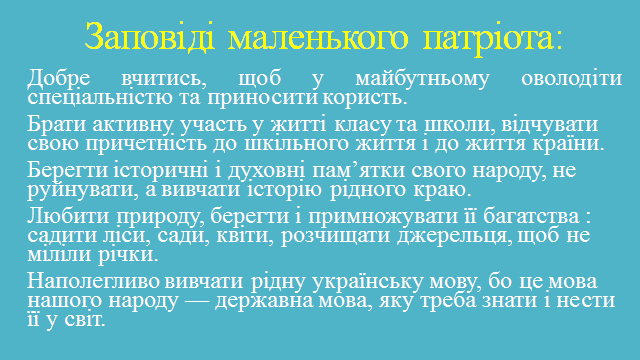 Заповіді маленького патріота:
Добре вчитись, щоб у майбутньому оволодіти
спеціальністю та приносити користь.
Брати активну участь у житті класу та школи, відчувати
свою причетність до шкільного життя і до життя країни.
Берегти історичні і духовні пам’ятки свого народу, не
руйнувати, а вивчати історію рідного краю.
Любити природу, берегти і примножувати її багатства :
садити ліси, сади, квіти, розчищати джерельця, щоб не
міліли річки.
Наполегливо вивчати рідну українську мову, бо це мова
нашого народу — державна мова, яку треба знати і нести
її у світ.